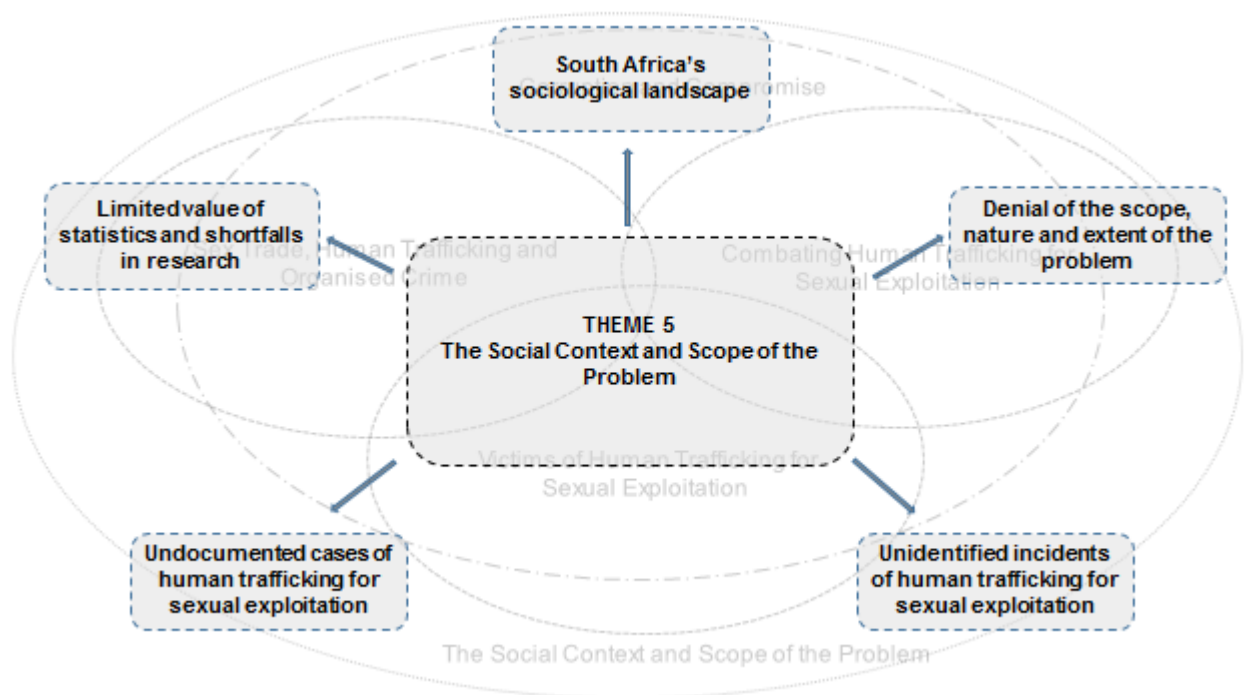 South Africa's
sociological landscape
Compromise
Limited value of
statistics and shortfalls
in research
Denial of the scope,
nature and extent of the
problem
Sex Trade, Human Trafficking and
Organised Crime
Combating Human Trafficking for
Sexual Exploitation
THEME 5
The Social Context and Scope of the
Problem
Victims of Human Trafficking for
Sexual Exploitation
Undocumented cases of
human trafficking for
sexual exploitation
Unidentified incidents
of human trafficking for
sexual exploitation
The Social Context and Scope of the Problem